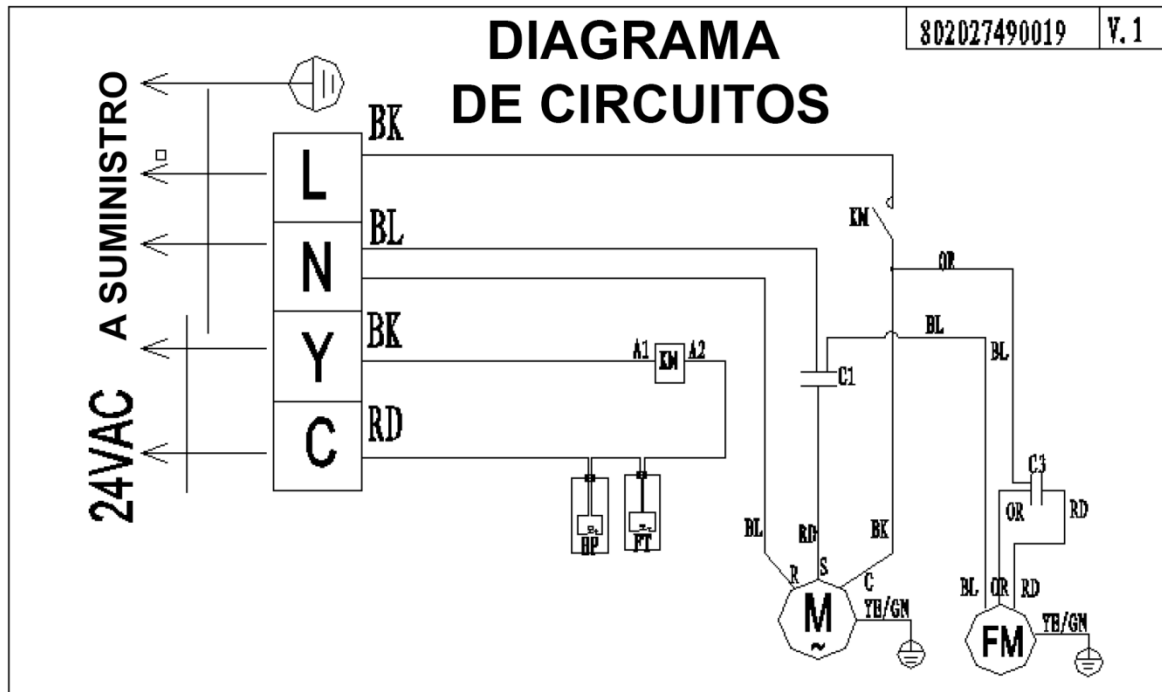 DIAGRAMA
DE CIRCUITOS
802027490019 V. 1
A SUMINISTRO
24VAC
L
N
Y
C
BK
BL
BK
RD
KM
OR
BL
BL
A1 KM A2
C1
C3
OR
RD
HP
FT
BL
RD
BK
R
S
C
M
~
YE/GN
BL
OR
RD
FM
YE/GN